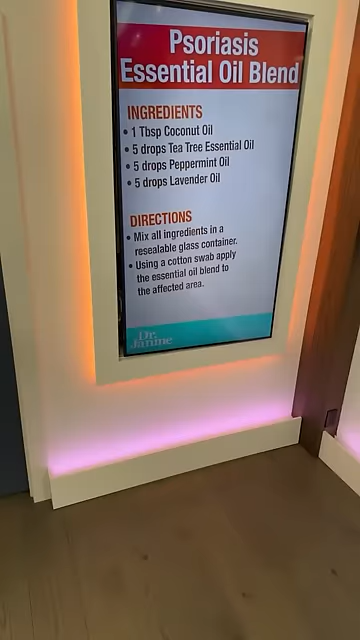 Psoriasis
Essential Oil Blend
INGREDIENTS
• 1 Tbsp Coconut Oil
• 5 drops Tea Tree Essential Oil
• 5 drops Peppermint Oil
• 5 drops Lavender Oil
DIRECTIONS
• Mix all ingredients in a
resealable glass container.
• Using a cotton swab apply
the essential oil blend to
the affected area.
Dr.
Janine